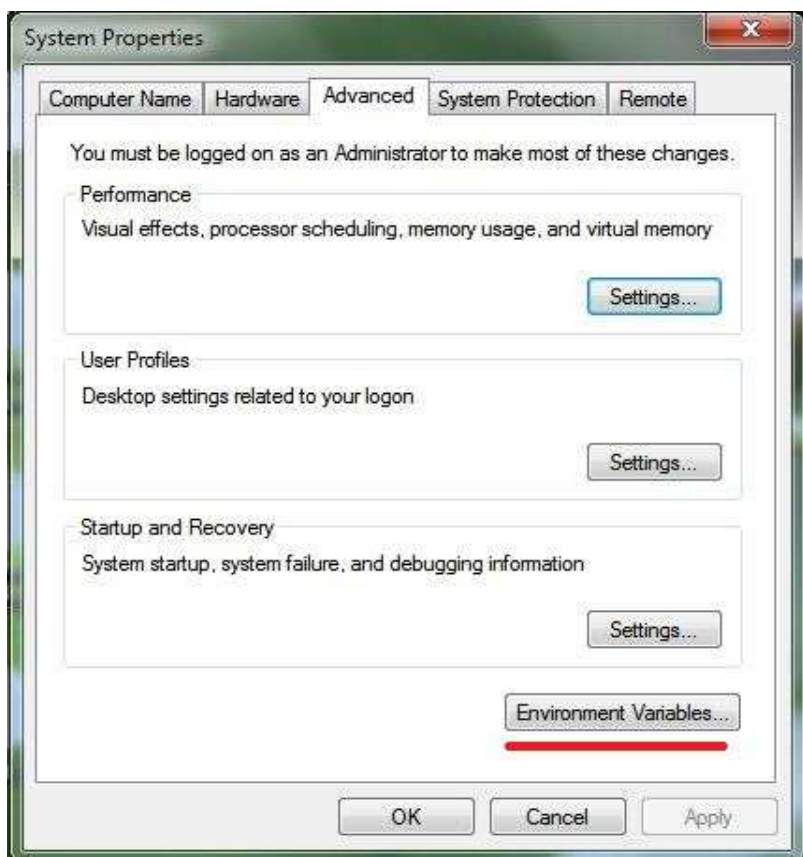 System Properties
Computer Name Hardware Advanced System Protection Remote
You must be logged on as an Administrator to make most of these changes.
Performance
Visual effects, processor scheduling, memory usage, and virtual memory
Settings...
User Profiles
Desktop settings related to your logon
Settings...
Startup and Recovery
System startup, system failure, and debugging information
Settings...
Environment Variables...
OK Cancel Apply